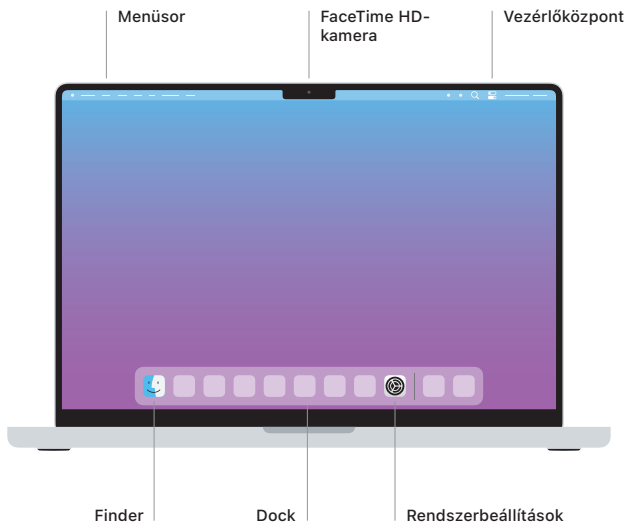 Menüsor
FaceTime HD-
kamera
Vezérlőközpont
Finder
Dock
Rendszerbeállítások